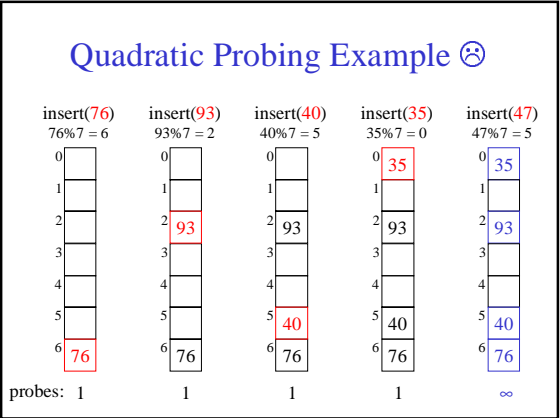 Quadratic Probing Example ☹
insert(76) insert(93) insert(40) insert(35) insert(47)
76%7 = 6 93%7 = 2 40%7 = 5 35%7 = 0 47%7 = 5
0 0 0 0 35 0 35
1 1 1 1 1
2 2 93 2 93 2 93 2 93
3 3 3 3 3
4 4 4 4 4
5 5 5 40 5 40 5 40
6 76 6 76 6 76 6 76 6 76
probes: 1 1 1 1 ∞